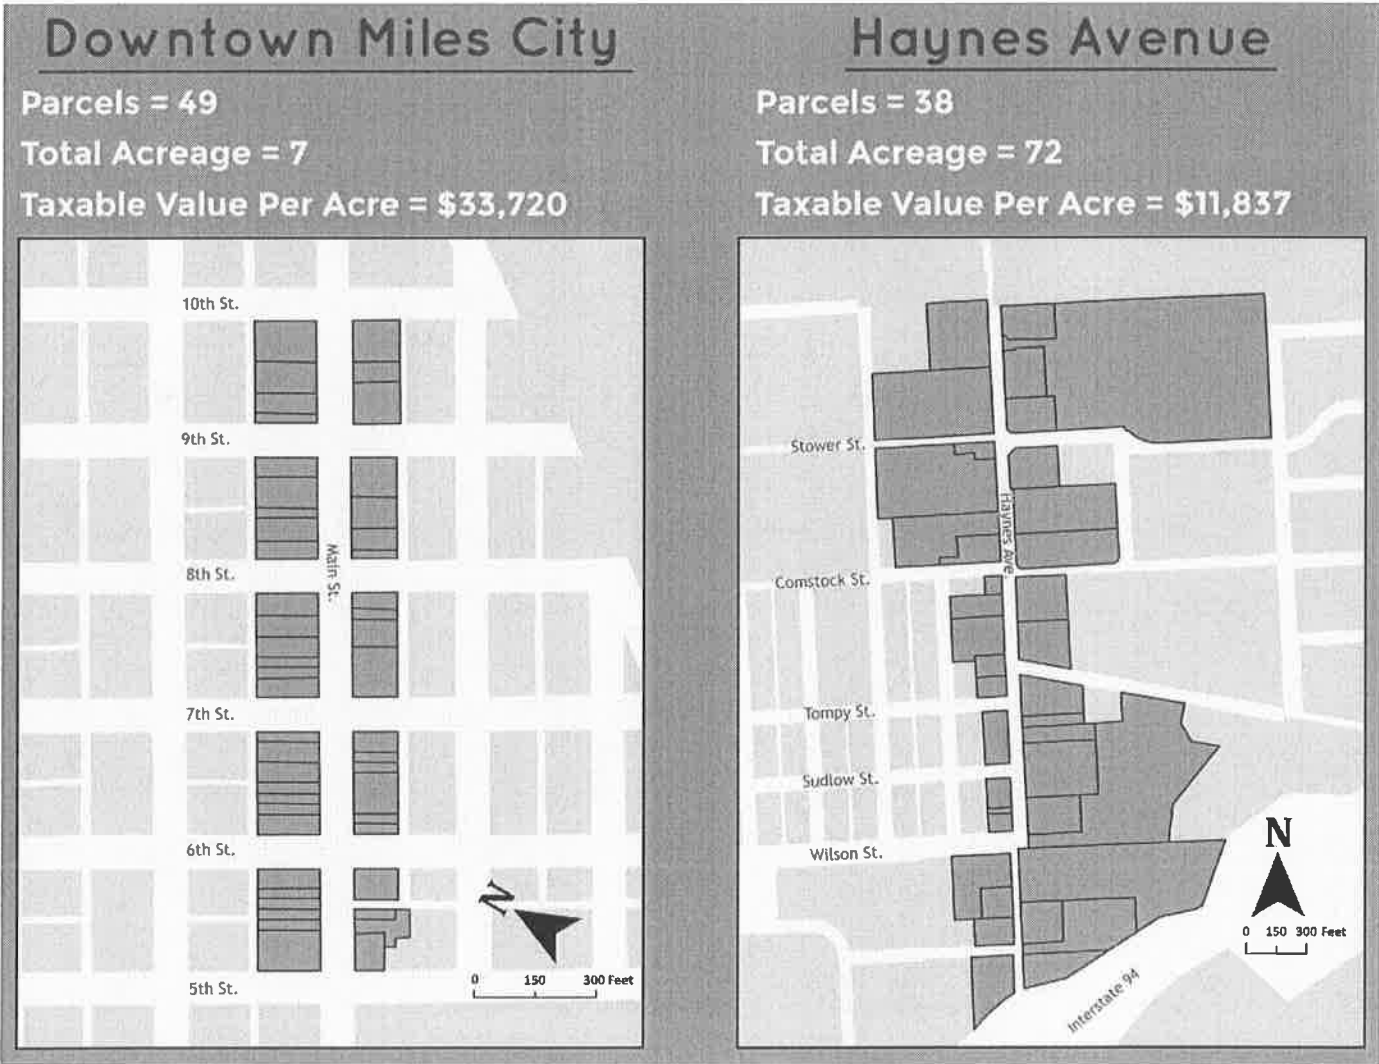 Downtown Miles City
Parcels = 49
Total Acreage = 7
Taxable Value Per Acre = $33,720
10th St.
9th St.
Main St.
8th St.
7th St.
6th St.
N
0 150 300 Feet
5th St.
Haynes Avenue
Parcels = 38
Total Acreage = 72
Taxable Value Per Acre = $11,837
Stower St.
Haynes Ave.
Comstock St.
Tompy St.
Sudlow St.
Wilson St.
N
0 150 300 Feet
Interstate 94